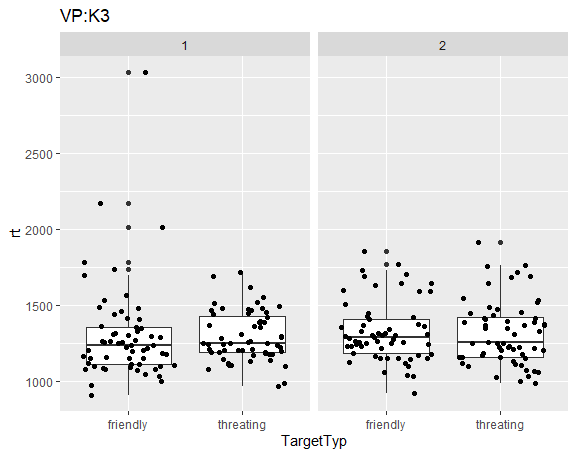 VP:K3
1 2
rt
3000
2500
2000
1500
1000
friendly threating friendly threating
TargetTyp